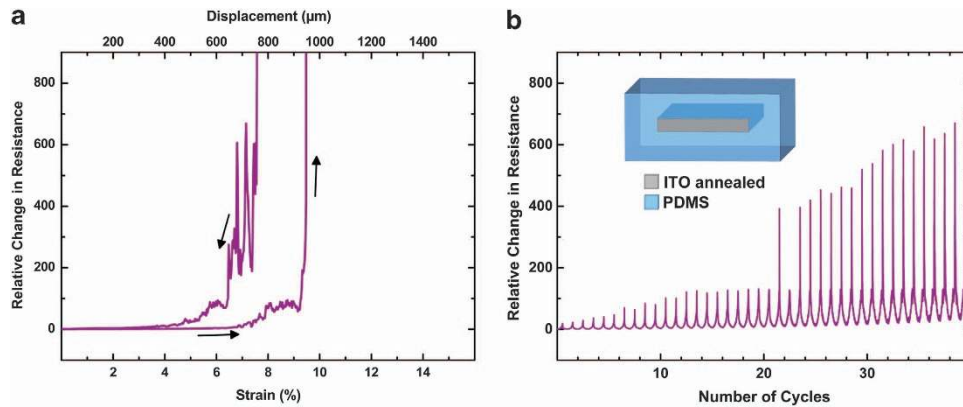 a
Displacement (μm)
200 400 600 800 1000 1200 1400
Relative Change in Resistance
800
600
400
200
0
2 4 6 8 10 12 14
Strain (%)
b
Relative Change in Resistance
800
600
400
200
0
ITO annealed
PDMS
10 20 30
Number of Cycles